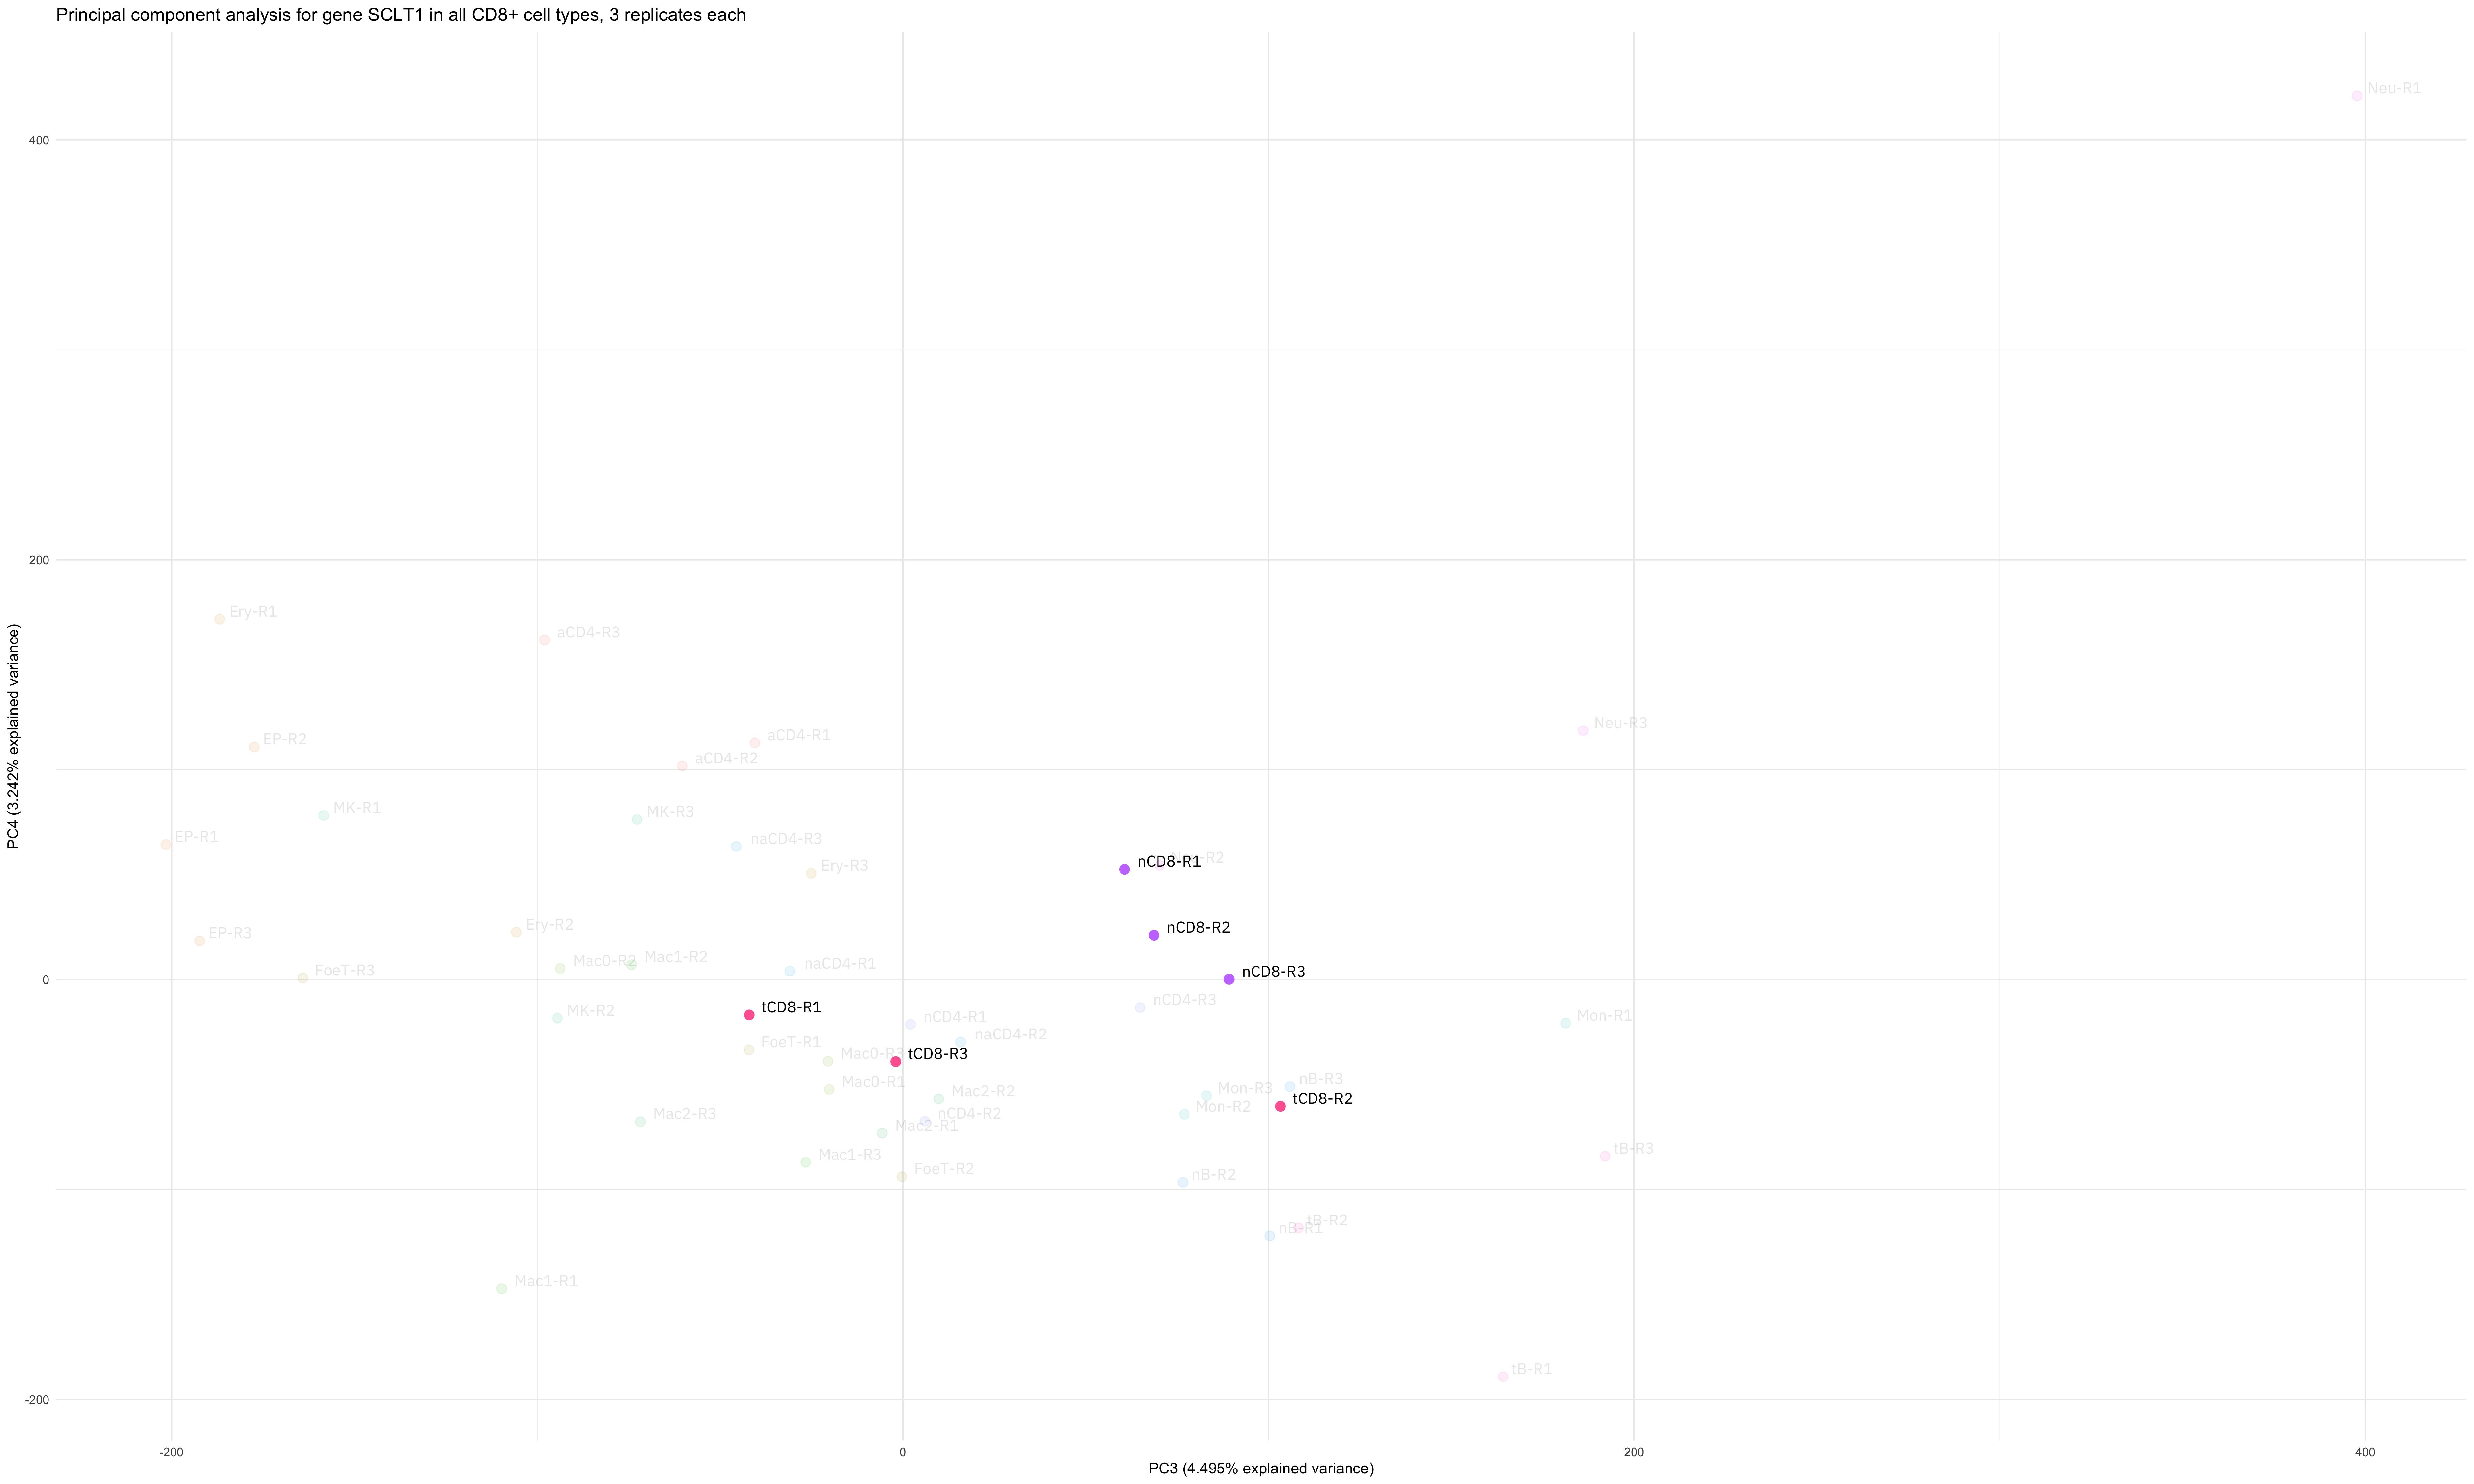 Principal component analysis for gene SCLT1 in all CD8+ cell types, 3 replicates each
Neu-R1
400
200
Ery-R1
aCD4-R3
Neu-R3
aCD4-R1
EP-R2
aCD4-R2
MK-R1
MK-R3
EP-R1
naCD4-R3
nCD8-R1
Ery-R3
nCD8-R2
Ery-R2
EP-R3
Mac1-R2
naCD4-R1
FoeT-R3
nCD8-R3
0
nCD4-R3
tCD8-R1
MK-R2
Mon-R1
nCD4-R1
naCD4-R2
FoeT-R1
Mac0-R3
tCD8-R3
nB-R3
Mac0-R1
Mon-R3
Mac2-R2
tCD8-R2
Mon-R2
Mac2-R3
nCD4-R2
Mac2-R1
tB-R3
Mac1-R3
FoeT-R2
nB-R2
tB-R2
nB-R1
Mac1-R1
tB-R1
-200
-200
0
200
400
PC3 (4.495% explained variance)
PC4 (3.242% explained variance)